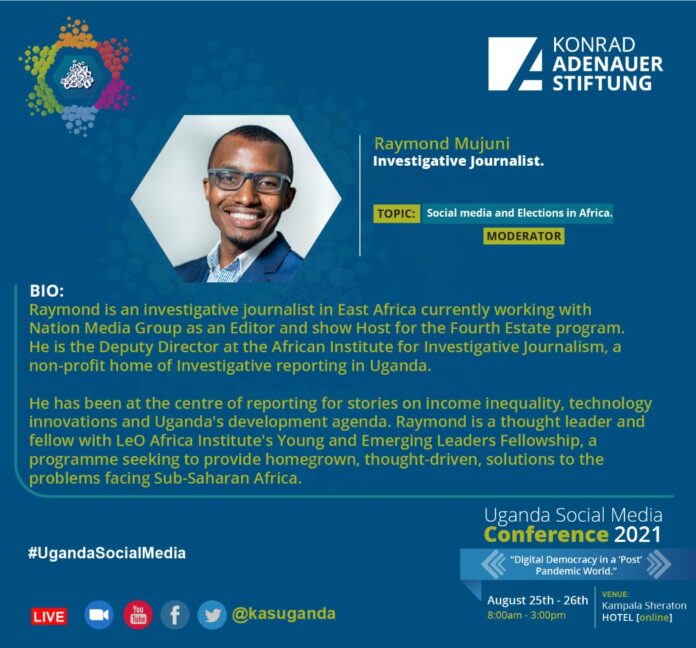 KONRAD
ADENAUER
STIFTUNG
Raymond Mujuni
Investigative Journalist.
TOPIC: Social media and Elections in Africa.
MODERATOR
BIO:
Raymond is an investigative journalist in East Africa currently working with
Nation Media Group as an Editor and show Host for the Fourth Estate program.
He is the Deputy Director at the African Institute for Investigative Journalism, a
non-profit home of Investigative reporting in Uganda.
He has been at the centre of reporting for stories on income inequality, technology
innovations and Uganda's development agenda. Raymond is a thought leader and
fellow with LeO Africa Institute's Young and Emerging Leaders Fellowship, a
programme seeking to provide homegrown, thought-driven, solutions to the
problems facing Sub-Saharan Africa.
Uganda Social Media
Conference 2021
"Digital Democracy in a 'Post'
Pandemic World."
August 25th - 26th
8:00am - 3:00pm
VENUE:
Kampala Sheraton
HOTEL [online]
#UgandaSocialMedia
LIVE
You
Tube
@kasuganda